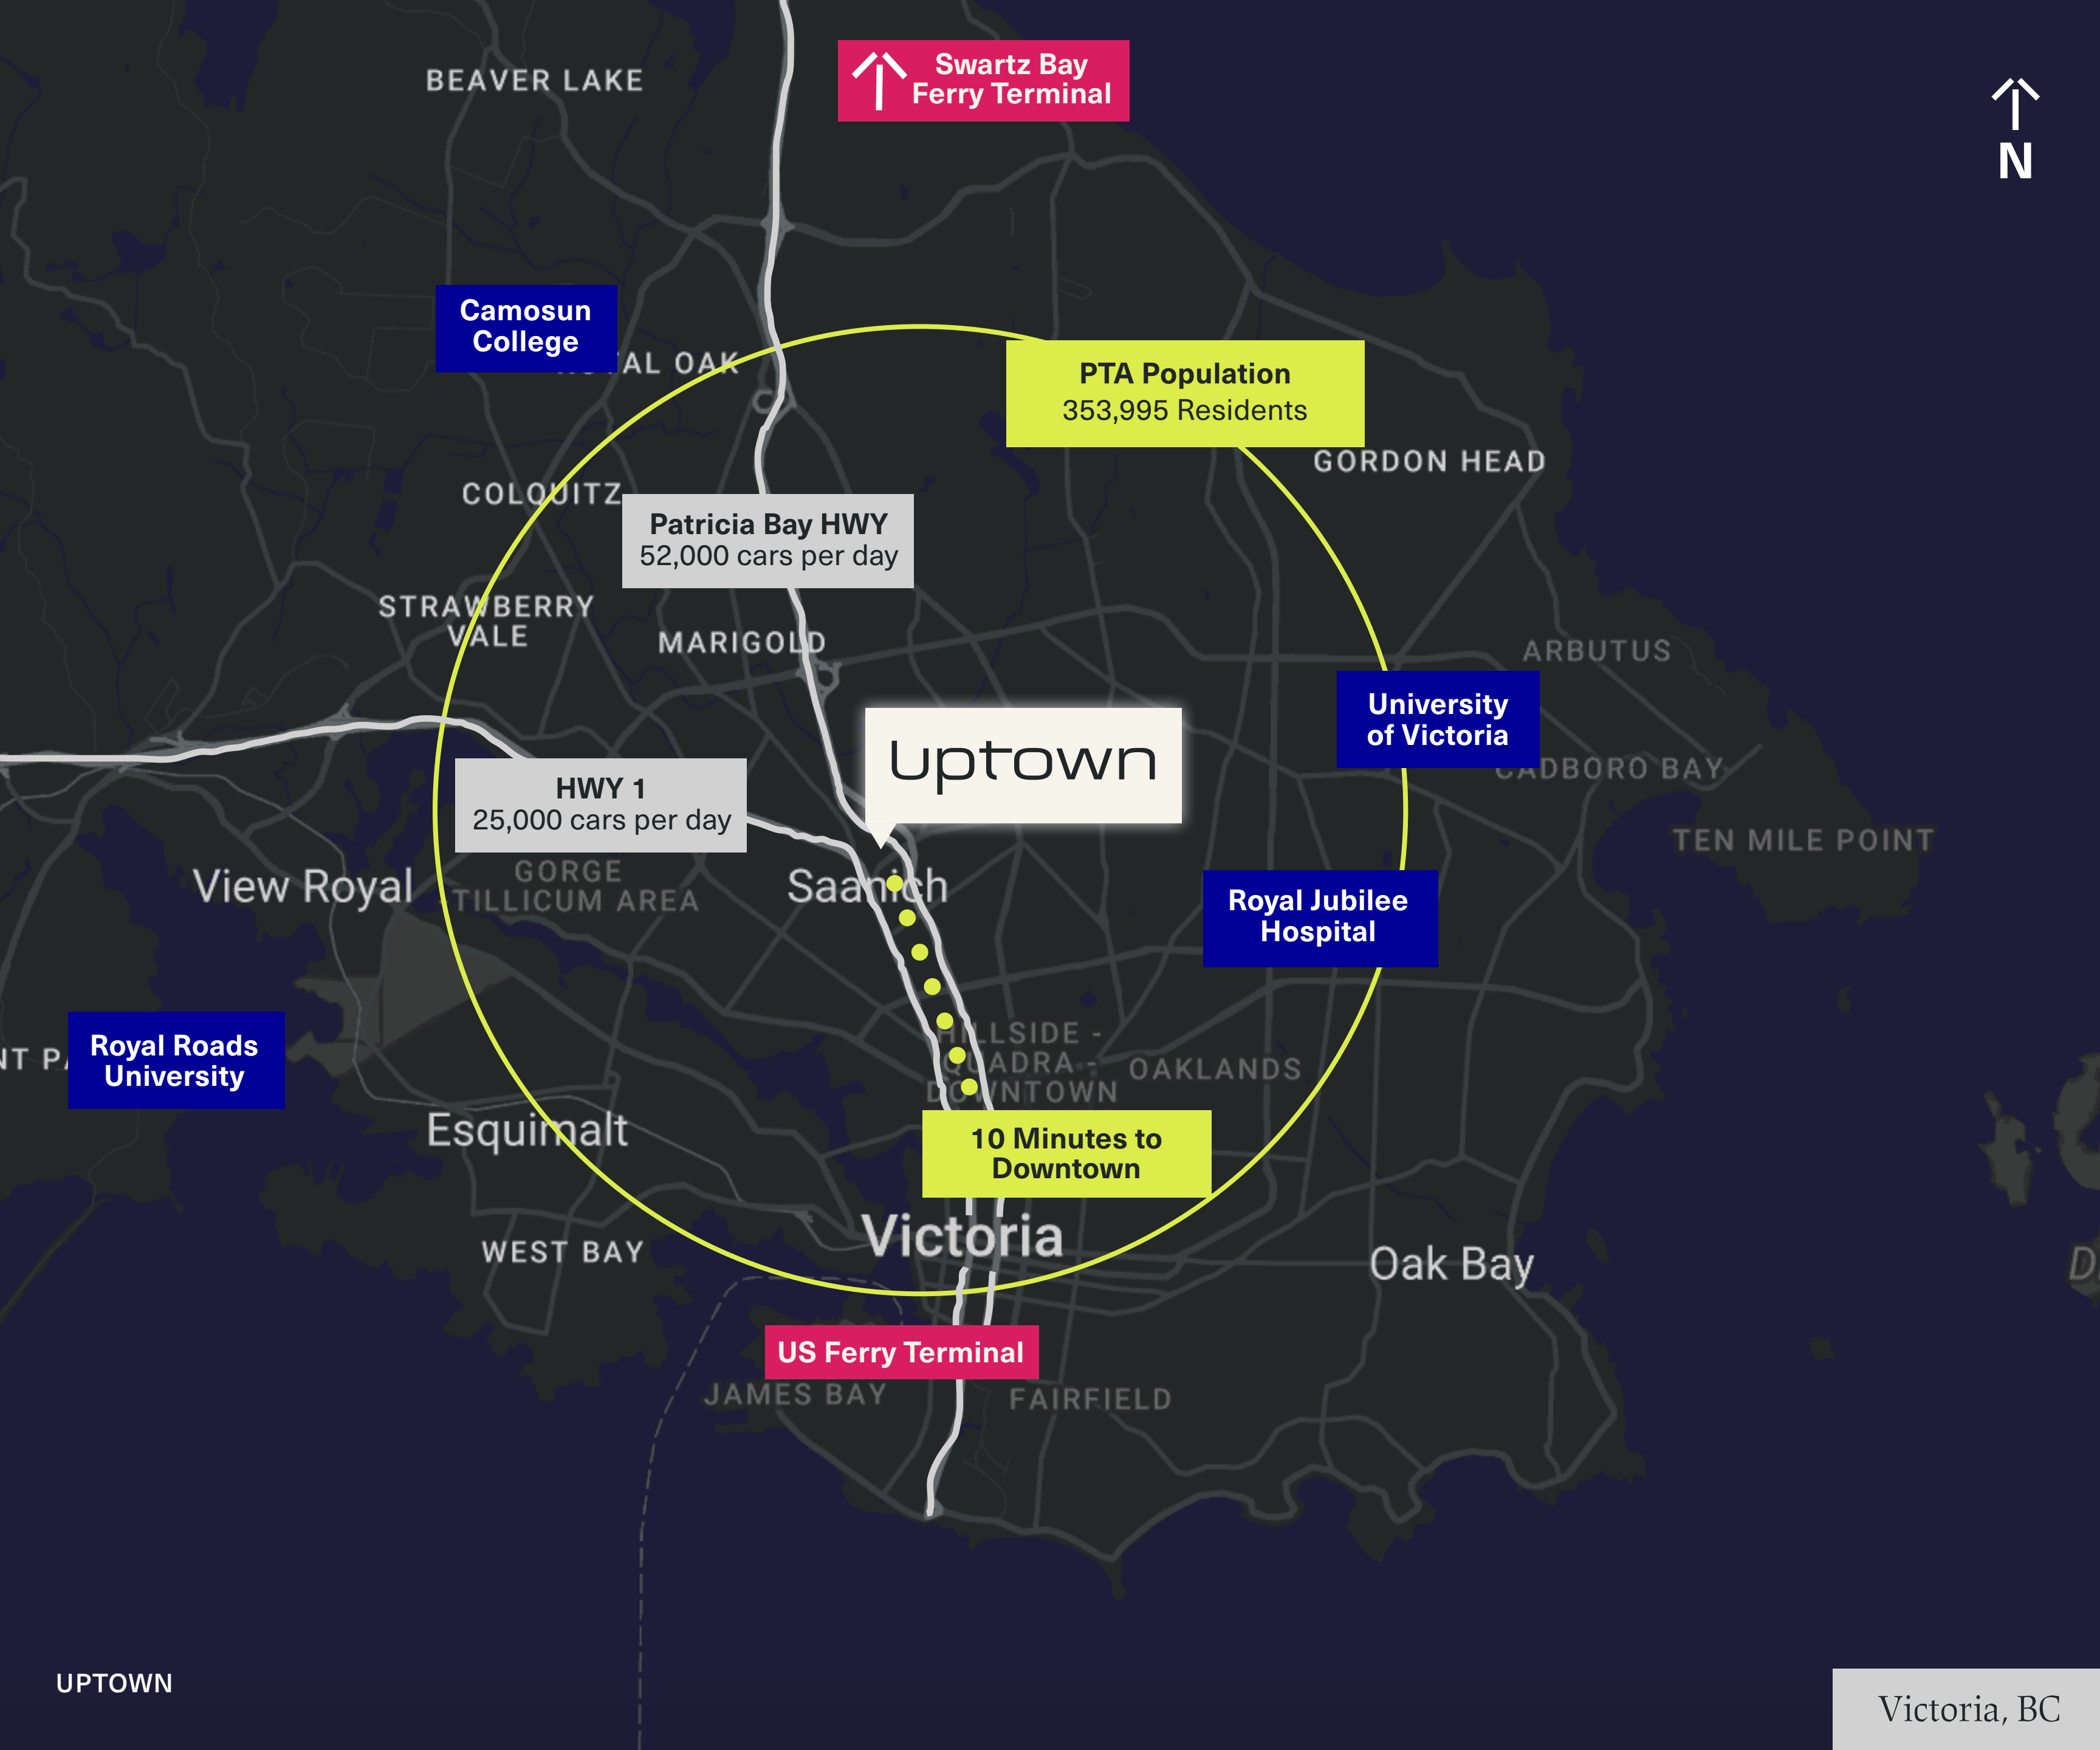 Swartz Bay
Ferry Terminal
N
BEAVER LAKE
Camosun
College
AL OAK
PTA Population
353,995 Residents
GORDON HEAD
COLQUITZ
Patricia Bay HWY
52,000 cars per day
STRAWBERRY
VALE
MARIGOLD
ARBUTUS
University
of Victoria
uptown
CADBORO BAY
HWY 1
25,000 cars per day
TEN MILE POINT
View Royal
GORGE
TILLICUM AREA
Saanich
Royal Jubilee
Hospital
Royal Roads
University
HILLSIDE -
QUADRA -
DOWNTOWN
OAKLANDS
Esquimalt
10 Minutes to
Downtown
Victoria
WEST BAY
Oak Bay
US Ferry Terminal
JAMES BAY
FAIRFIELD
UPTOWN
Victoria, BC